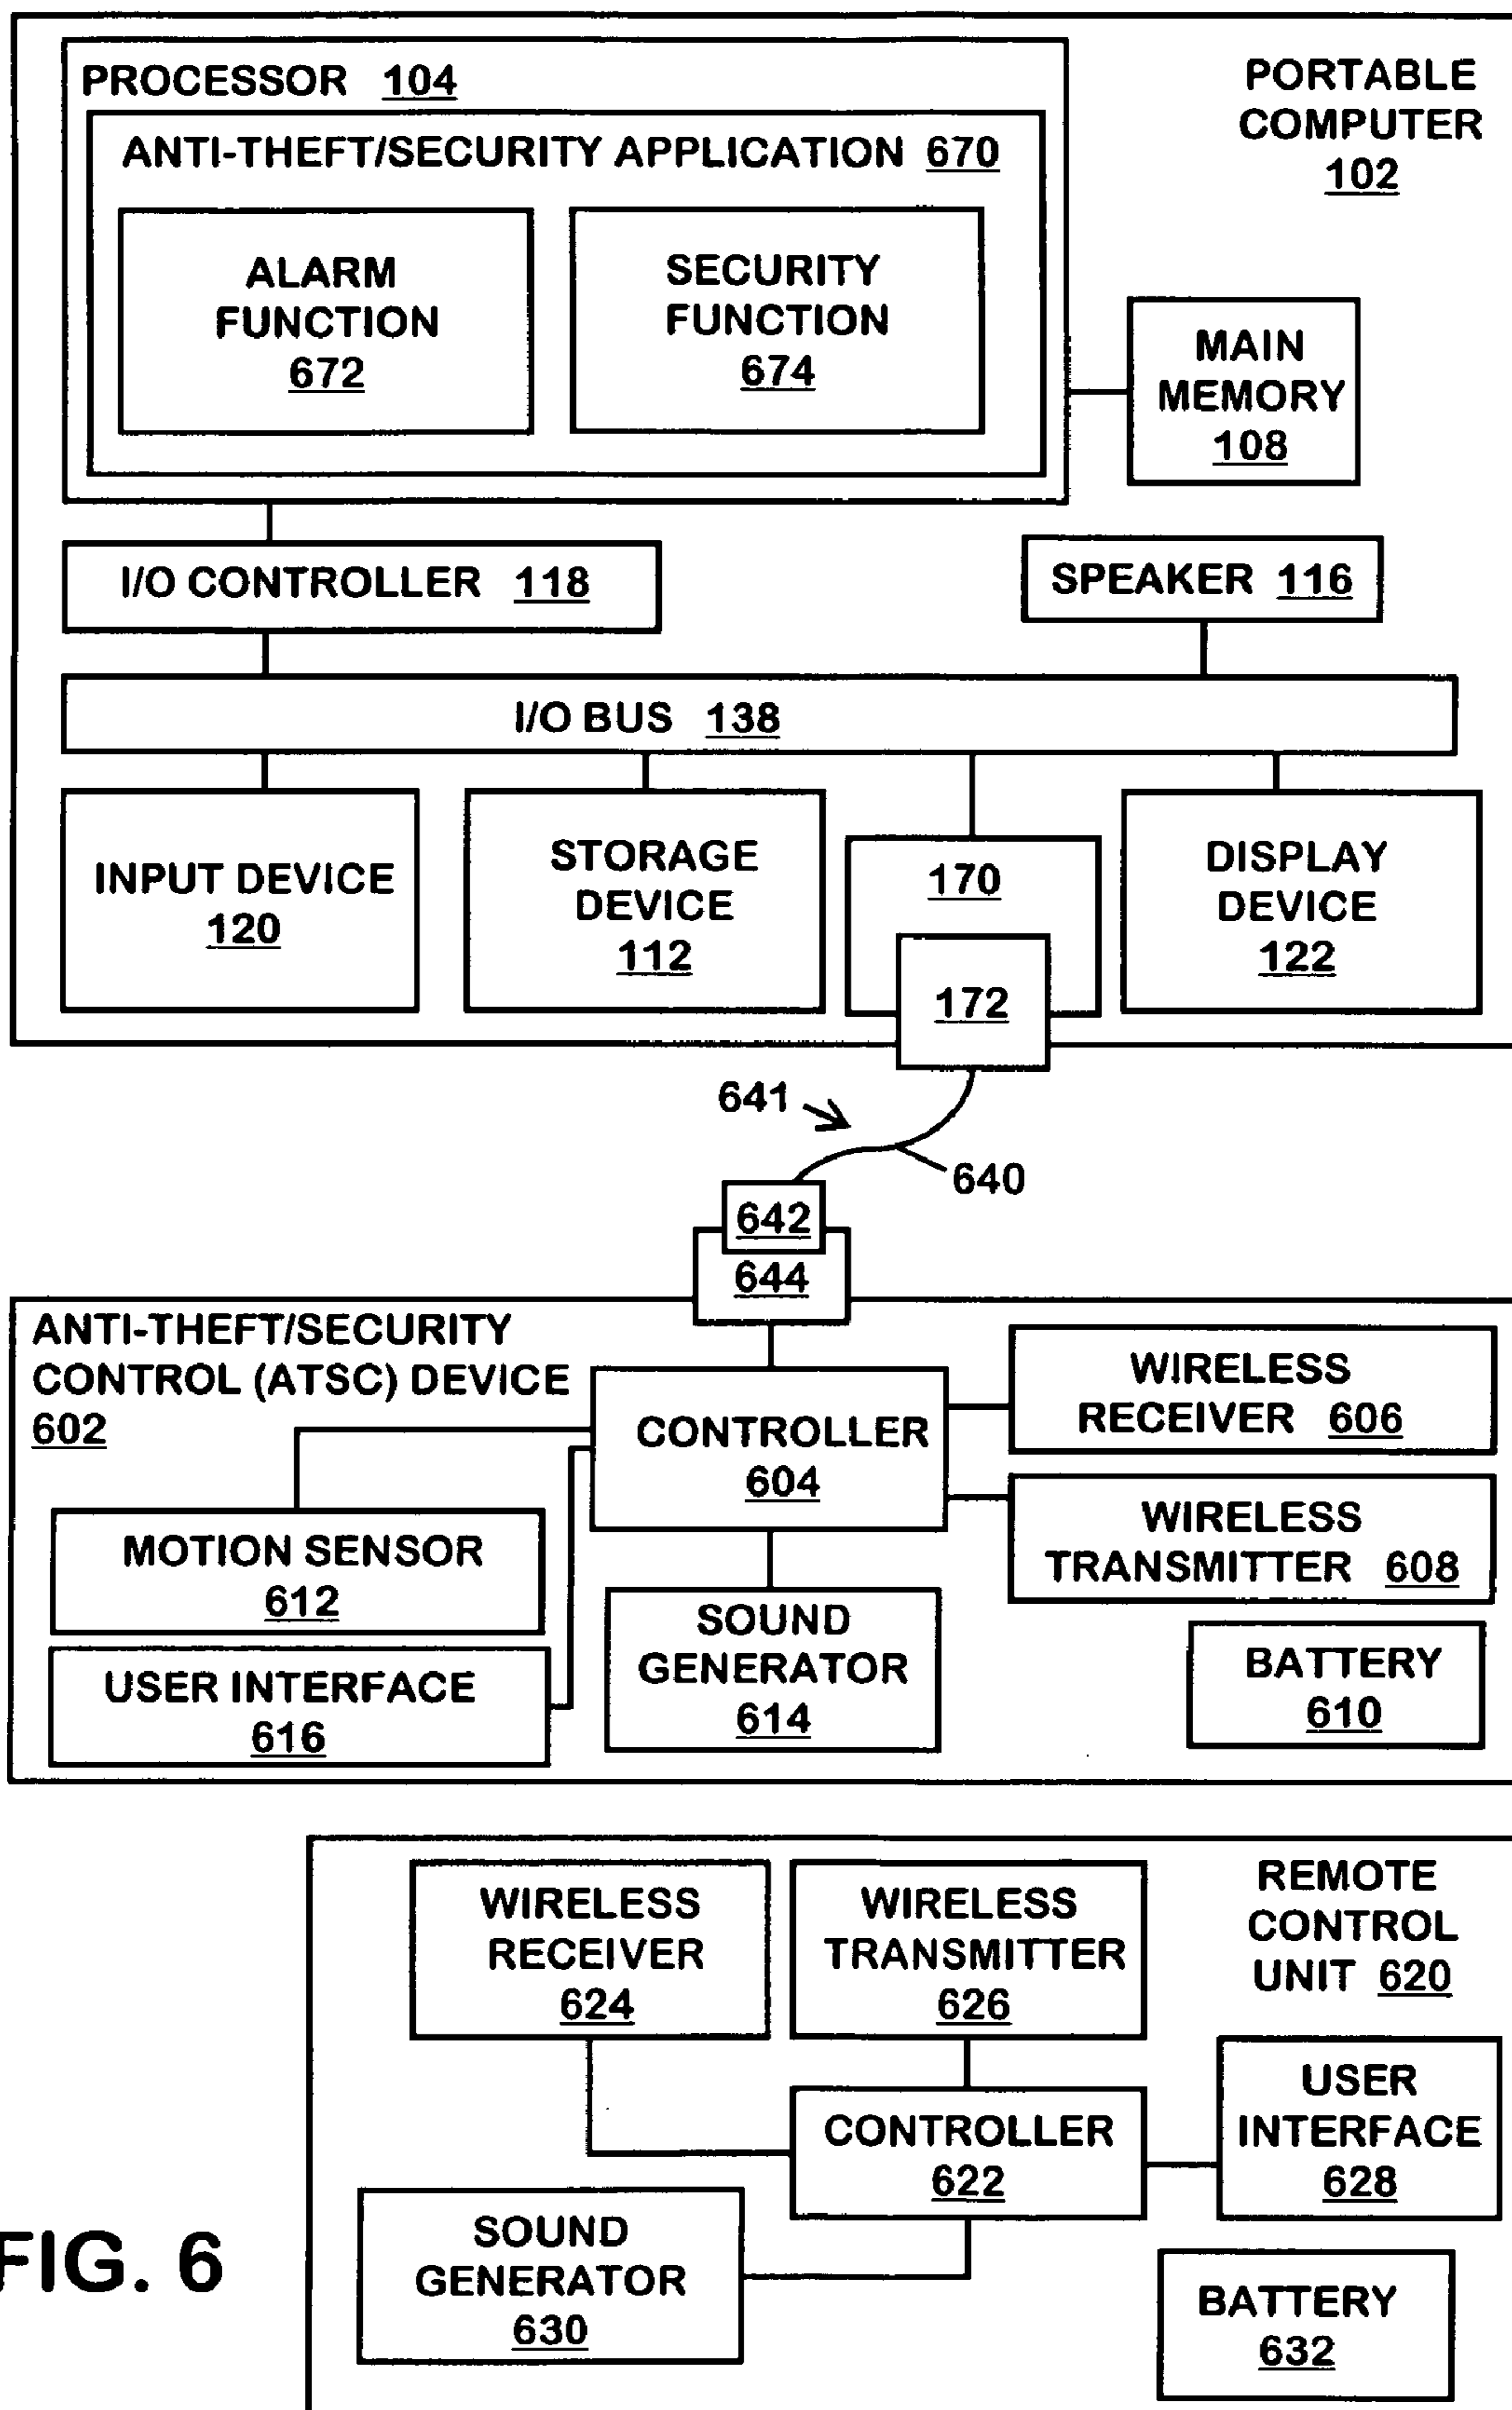 PROCESSOR 104
PORTABLE
COMPUTER
102
ANTI-THEFT/SECURITY APPLICATION 670
ALARM
FUNCTION
672
SECURITY
FUNCTION
674
MAIN
MEMORY
108
I/O CONTROLLER 118
SPEAKER 116
I/O BUS 138
INPUT DEVICE
120
STORAGE
DEVICE
112
170
172
DISPLAY
DEVICE
122
641
640
642
644
ANTI-THEFT/SECURITY
CONTROL (ATSC) DEVICE
602
CONTROLLER
604
WIRELESS
RECEIVER 606
WIRELESS
TRANSMITTER 608
MOTION SENSOR
612
USER INTERFACE
616
SOUND
GENERATOR
614
BATTERY
610
WIRELESS
RECEIVER
624
WIRELESS
TRANSMITTER
626
REMOTE
CONTROL
UNIT 620
CONTROLLER
622
USER
INTERFACE
628
SOUND
GENERATOR
630
BATTERY
632
FIG. 6